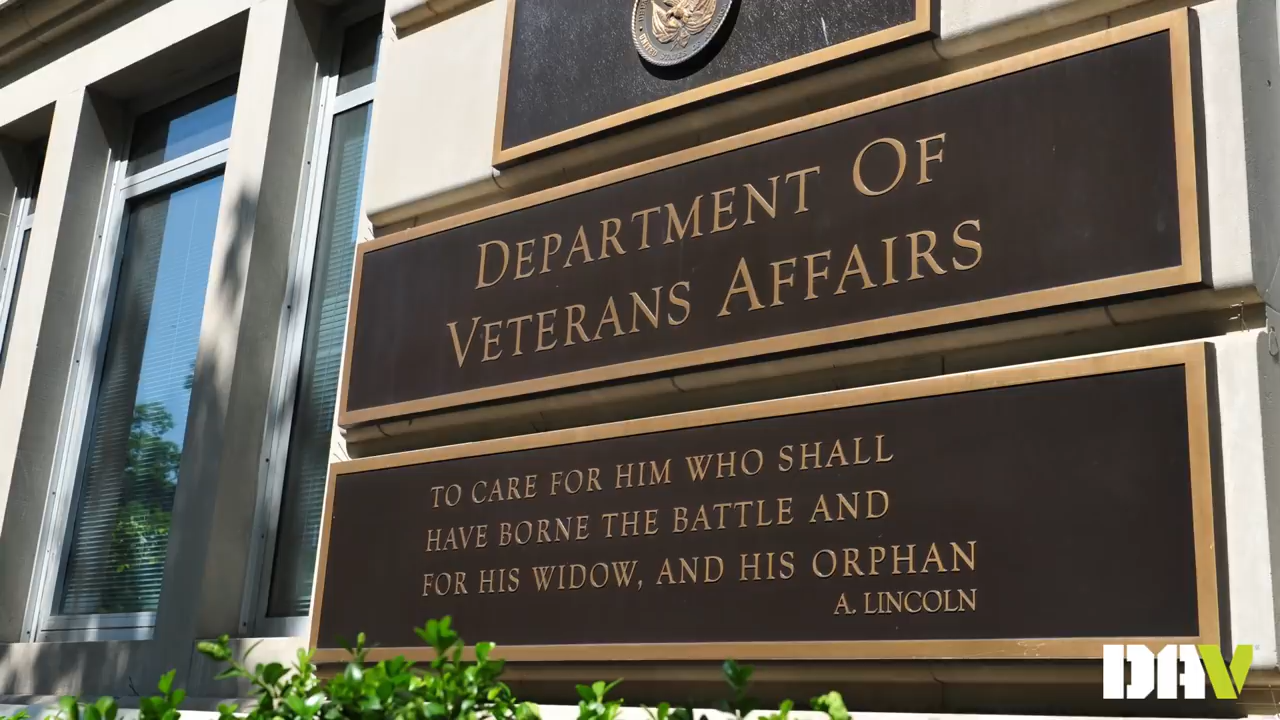 DEPARTMENT OF
VETERANS AFFAIRS
TO CARE FOR HIM WHO SHALL
HAVE BORNE THE BATTLE AND
FOR HIS WIDOW, AND HIS ORPHAN
A. LINCOLN
DAV